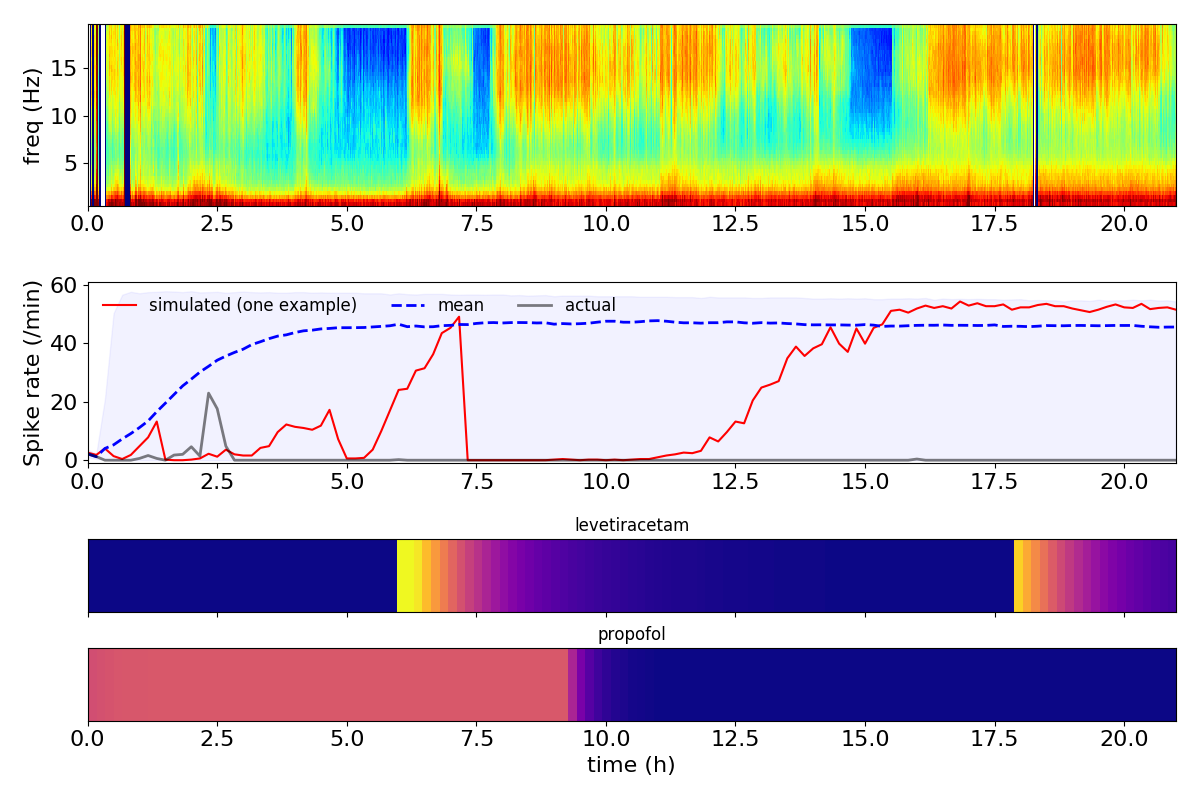 freq (Hz)
15
10
5
0.0 2.5 5.0 7.5 10.0 12.5 15.0 17.5 20.0
Spike rate (/min)
60
40
20
0
simulated (one example) mean actual
0.0 2.5 5.0 7.5 10.0 12.5 15.0 17.5 20.0
levetiracetam
propofol
0.0 2.5 5.0 7.5 10.0 12.5 15.0 17.5 20.0
time (h)